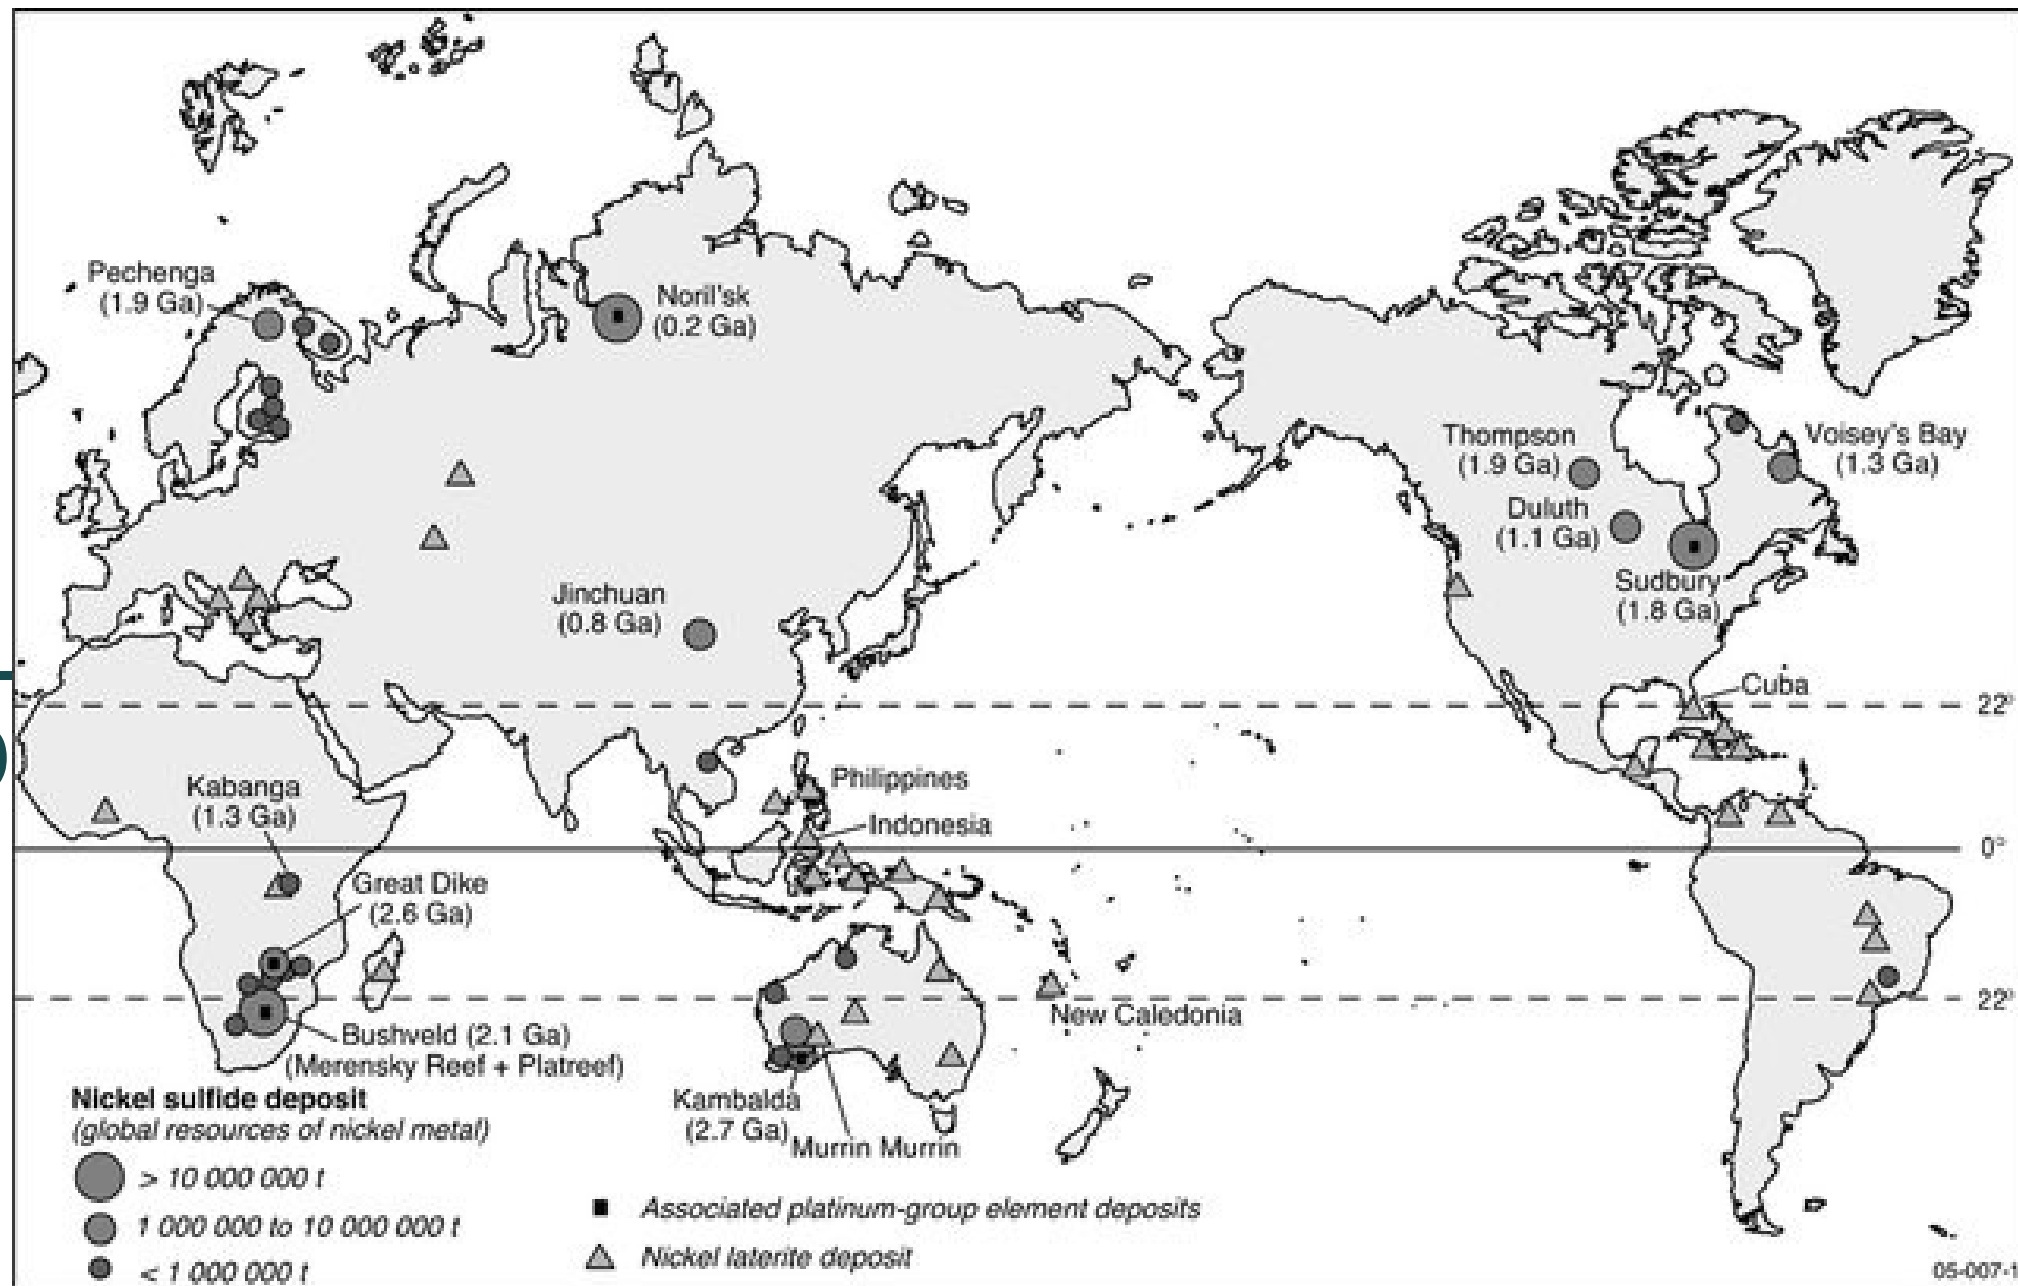 Pechenga
(1.9 Ga)
Noril'sk
(0.2 Ga)
Thompson
(1.9 Ga)
Voisey's Bay
(1.3 Ga)
Duluth
(1.1 Ga)
Sudbury
(1.8 Ga)
Jinchuan
(0.8 Ga)
Cuba
22°
Kabanga
(1.3 Ga)
Philippines
Indonesia
0°
Great Dike
(2.6 Ga)
22°
New Caledonia
Bushveld (2.1 Ga)
(Merensky Reef + Platreef)
Kambalda
(2.7 Ga)
Murrin Murrin
Nickel sulfide deposit
(global resources of nickel metal)
> 10 000 000 t
1 000 000 to 10 000 000 t
< 1 000 000 t
Associated platinum-group element deposits
Nickel laterite deposit
05-007-1